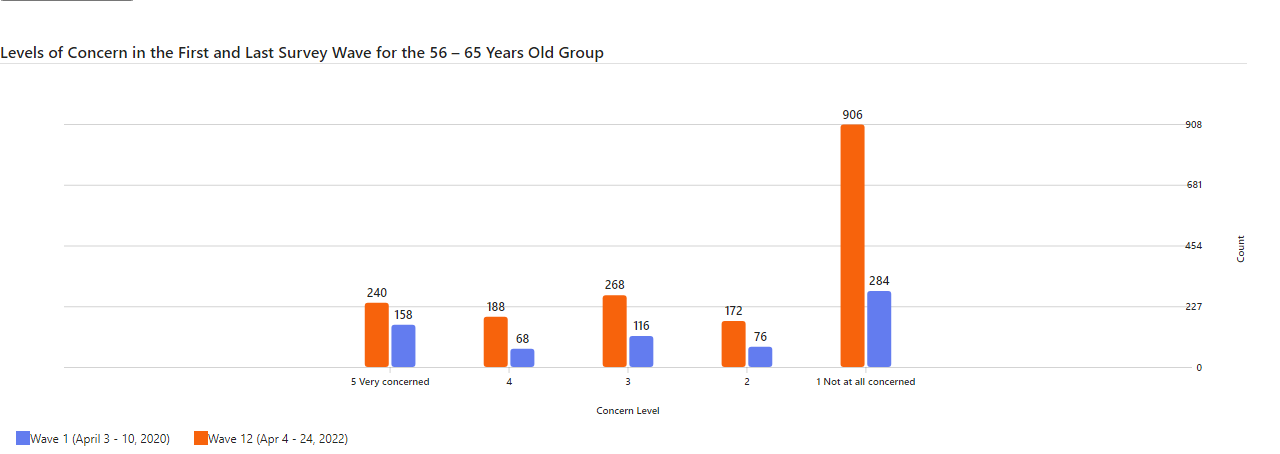 Levels of Concern in the First and Last Survey Wave for the 56 – 65 Years Old Group
906
908
681
454
Count
284
268
240
227
188
172
158
116
68
76
0
5 Very concerned
4
3
2
1 Not at all concerned
Concern Level
Wave 1 (April 3 - 10, 2020)
Wave 12 (Apr 4 - 24, 2022)